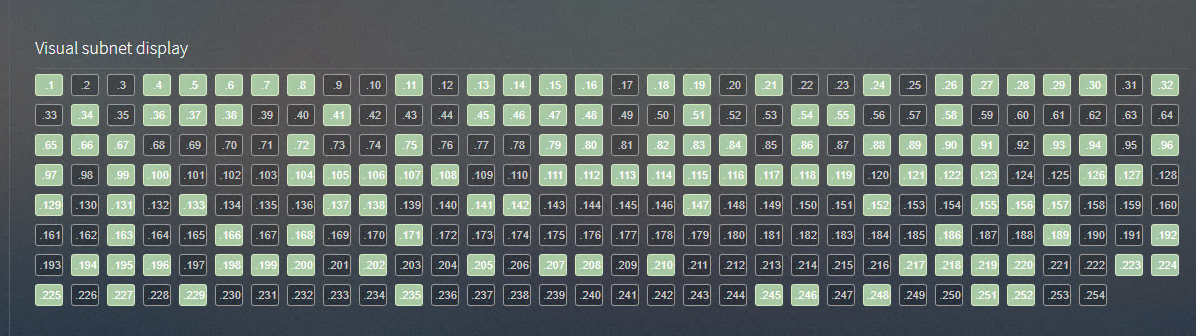 Visual subnet display
.1 .2 .3 .4 .5 .6 .7 .8 .9 .10 .11 .12 .13 .14 .15 .16 .17 .18 .19 .20 .21 .22 .23 .24 .25 .26 .27 .28 .29 .30 .31 .32
.33 .34 .35 .36 .37 .38 .39 .40 .41 .42 .43 .44 .45 .46 .47 .48 .49 .50 .51 .52 .53 .54 .55 .56 .57 .58 .59 .60 .61 .62 .63 .64
.65 .66 .67 .68 .69 .70 .71 .72 .73 .74 .75 .76 .77 .78 .79 .80 .81 .82 .83 .84 .85 .86 .87 .88 .89 .90 .91 .92 .93 .94 .95 .96
.97 .98 .99 .100 .101 .102 .103 .104 .105 .106 .107 .108 .109 .110 .111 .112 .113 .114 .115 .116 .117 .118 .119 .120 .121 .122 .123 .124 .125 .126 .127 .128
.129 .130 .131 .132 .133 .134 .135 .136 .137 .138 .139 .140 .141 .142 .143 .144 .145 .146 .147 .148 .149 .150 .151 .152 .153 .154 .155 .156 .157 .158 .159 .160
.161 .162 .163 .164 .165 .166 .167 .168 .169 .170 .171 .172 .173 .174 .175 .176 .177 .178 .179 .180 .181 .182 .183 .184 .185 .186 .187 .188 .189 .190 .191 .192
.193 .194 .195 .196 .197 .198 .199 .200 .201 .202 .203 .204 .205 .206 .207 .208 .209 .210 .211 .212 .213 .214 .215 .216 .217 .218 .219 .220 .221 .222 .223 .224
.225 .226 .227 .228 .229 .230 .231 .232 .233 .234 .235 .236 .237 .238 .239 .240 .241 .242 .243 .244 .245 .246 .247 .248 .249 .250 .251 .252 .253 .254